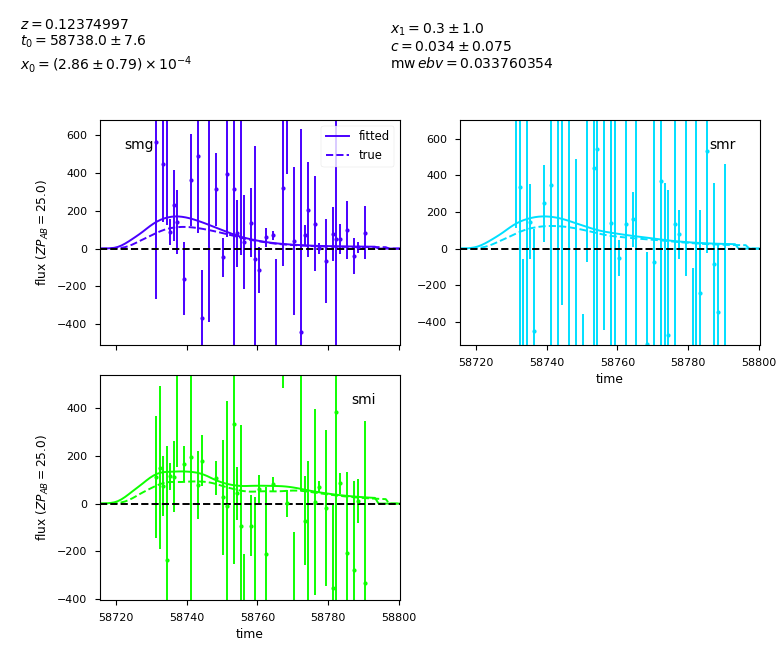 z = 0.12374997
t₀ = 58738.0 ± 7.6
x₀ = (2.86 ± 0.79) × 10⁻⁴
x₁ = 0.3 ± 1.0
c = 0.034 ± 0.075
mw ebv = 0.033760354
600
400
200
0
−200
−400
flux (ZP_AB = 25.0)
smg
fitted
true
600
400
200
0
−200
−400
smr
58720 58740 58760 58780 58800
time
400
200
0
−200
−400
flux (ZP_AB = 25.0)
smi
58720 58740 58760 58780 58800
time